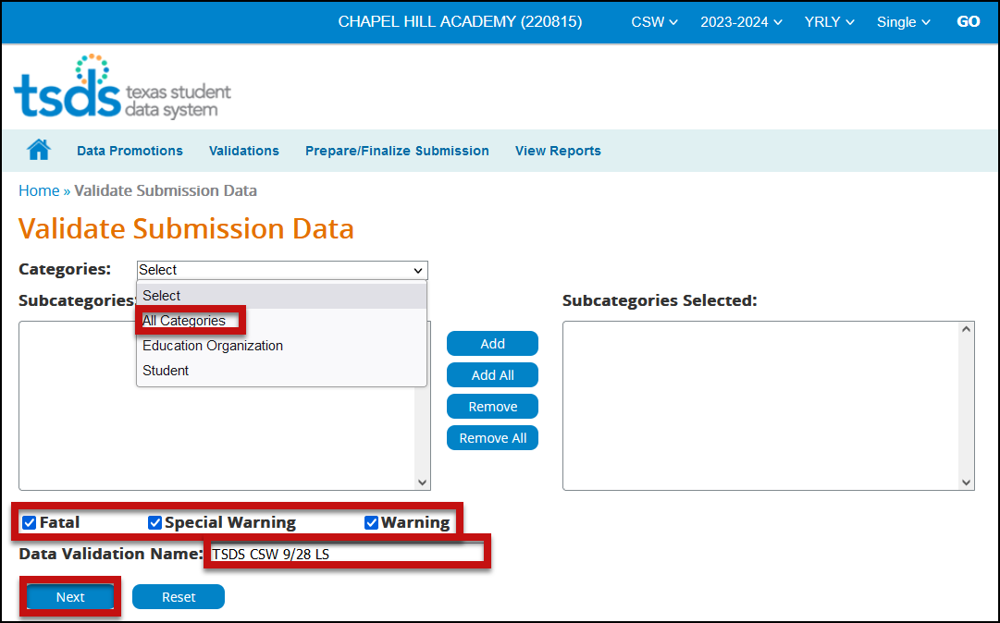 CHAPEL HILL ACADEMY (220815) CSW 2023-2024 YRLY Single GO
tsds texas student
data system
Data Promotions Validations Prepare/Finalize Submission View Reports
Home » Validate Submission Data
Validate Submission Data
Categories: Select
Select
All Categories
Education Organization
Student
Subcategories:
Subcategories Selected:
Add
Add All
Remove
Remove All
Fatal Special Warning Warning
Data Validation Name: TSDS CSW 9/28 LS
Next Reset